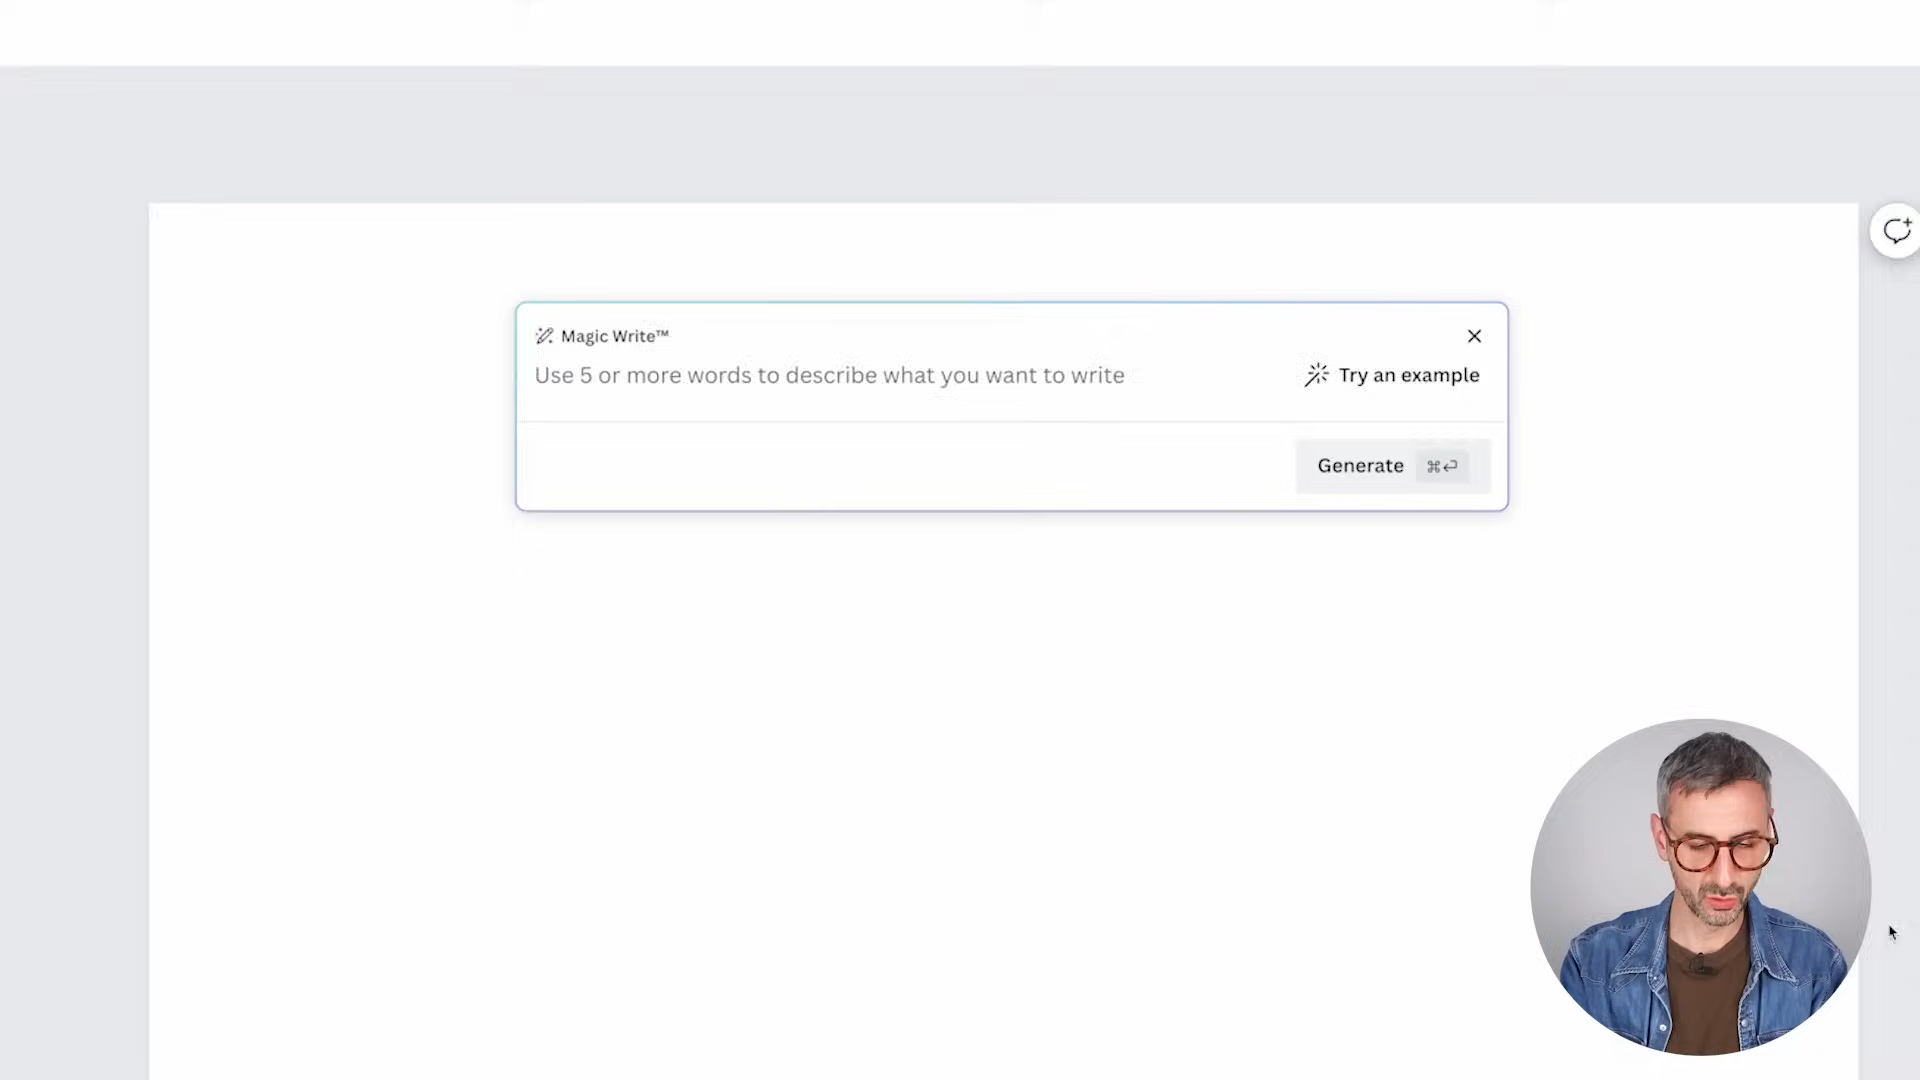 Magic Write™
Use 5 or more words to describe what you want to write
Try an example
Generate ⌘⏎